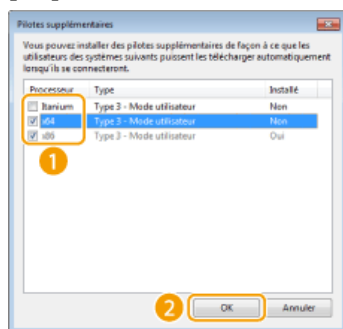 Pilotes supplémentaires
Vous pouvez installer des pilotes supplémentaires de façon à ce que les
utilisateurs des systèmes suivants puissent les télécharger automatiquement
lorsqu'ils se connecteront.
Processeur Type Installé
Itanium Type 3 - Mode utilisateur Non
x64 Type 3 - Mode utilisateur Non
x86 Type 3 - Mode utilisateur Oui
1
2 OK Annuler